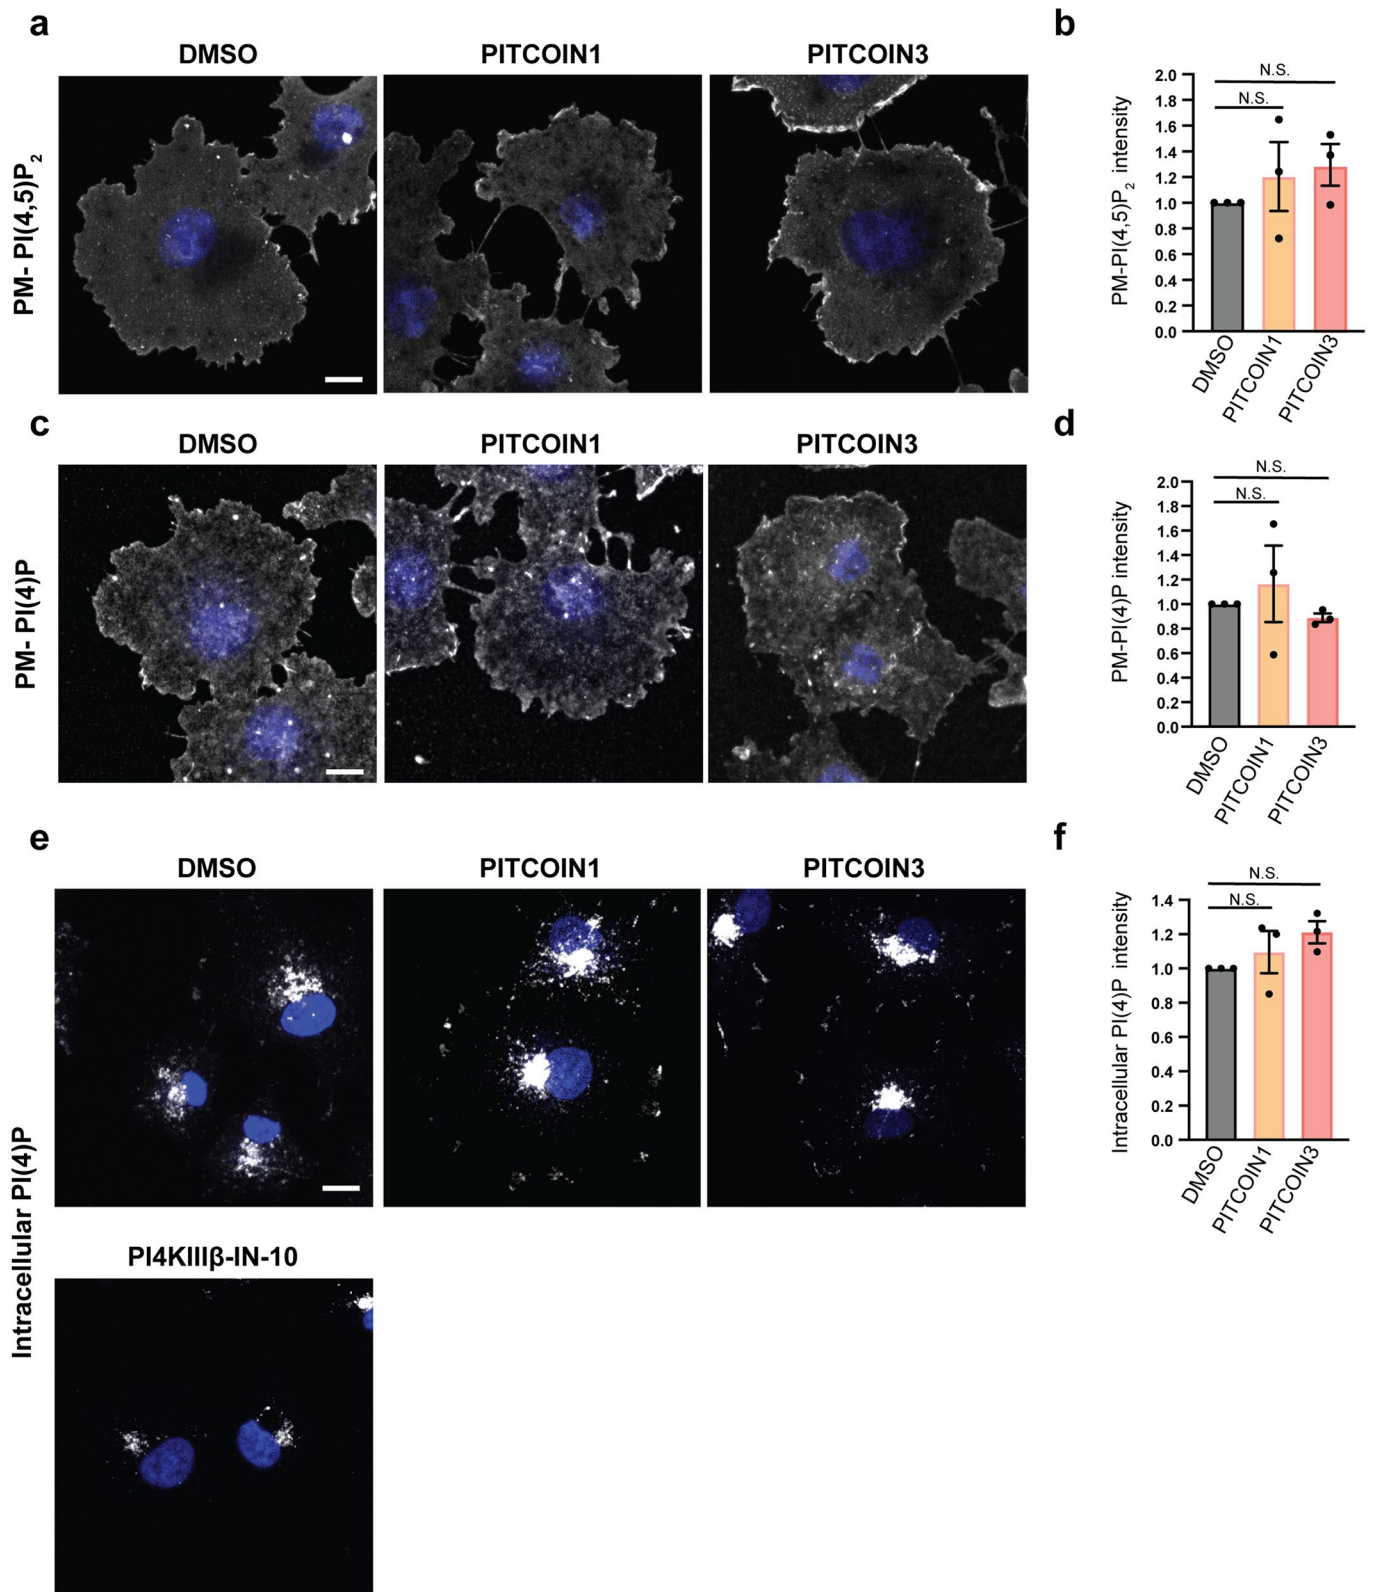 a
DMSO
PITCOIN1
PITCOIN3
PM- PI(4,5)P2
b
N.S.
N.S.
PM-PI(4,5)P2 intensity
2.0
1.8
1.6
1.4
1.2
1.0
0.8
0.6
0.4
0.2
0.0
DMSO
PITCOIN1
PITCOIN3
c
DMSO
PITCOIN1
PITCOIN3
PM- PI(4)P
d
N.S.
N.S.
PM-PI(4)P intensity
2.0
1.8
1.6
1.4
1.2
1.0
0.8
0.6
0.4
0.2
0.0
DMSO
PITCOIN1
PITCOIN3
e
DMSO
PITCOIN1
PITCOIN3
Intracellular PI(4)P
PI4KIIIβ-IN-10
f
N.S.
N.S.
Intracellular PI(4)P intensity
1.4
1.2
1.0
0.8
0.6
0.4
0.2
0.0
DMSO
PITCOIN1
PITCOIN3